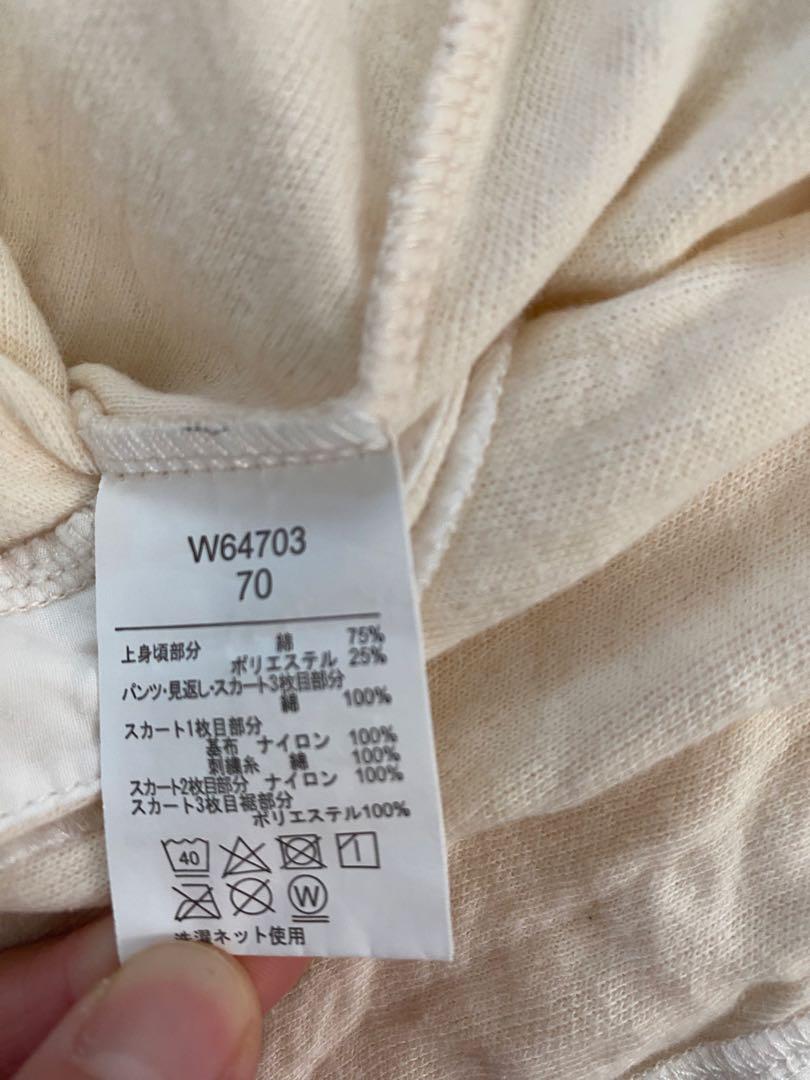 W64703
70
上身頃部分 綿 75%
ポリエステル 25%
パンツ・見返し・スカート3枚目部分
綿 100%
スカート1枚目部分
基布 ナイロン 100%
刺繍糸 綿 100%
スカート2枚目部分 ナイロン 100%
スカート3枚目裾部分
ポリエステル100%
40
W
洗濯ネット使用